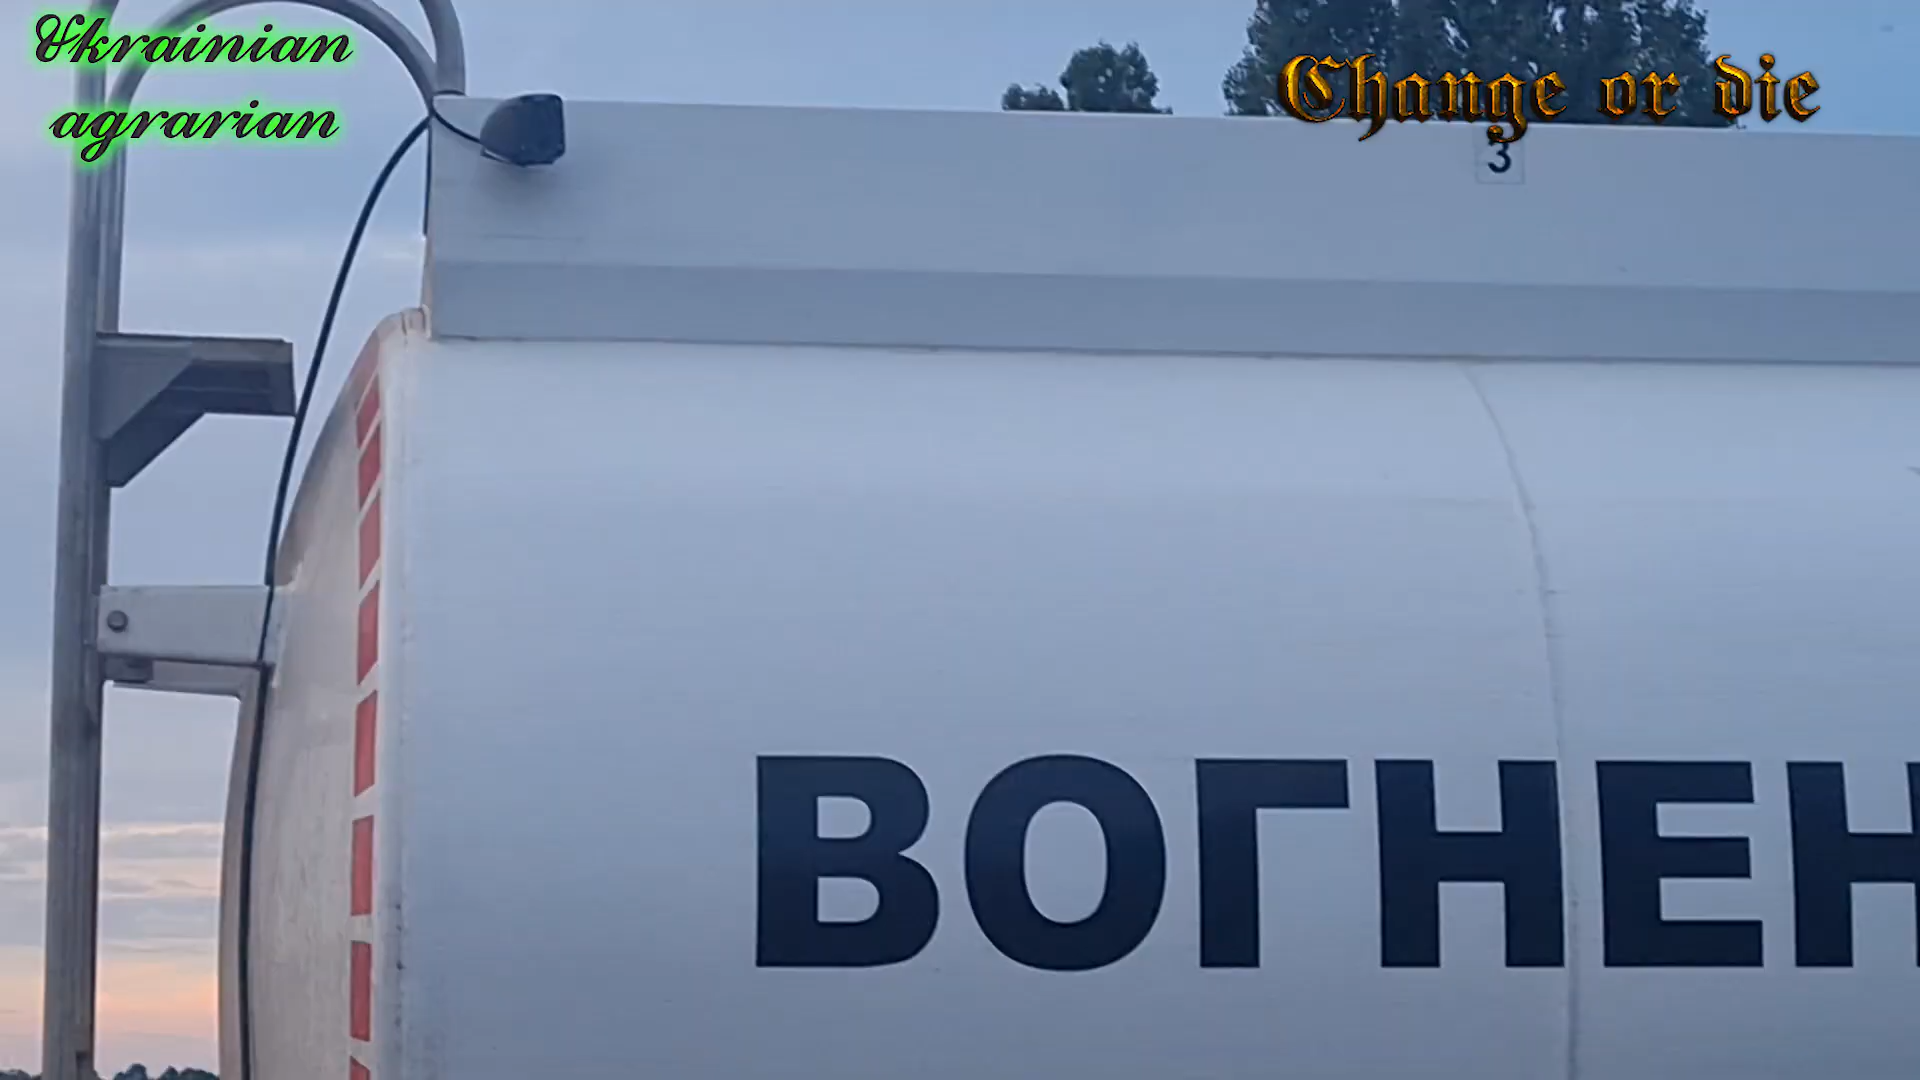 Ukrainian
agrarian
Change or die
3
ВОГНЕН